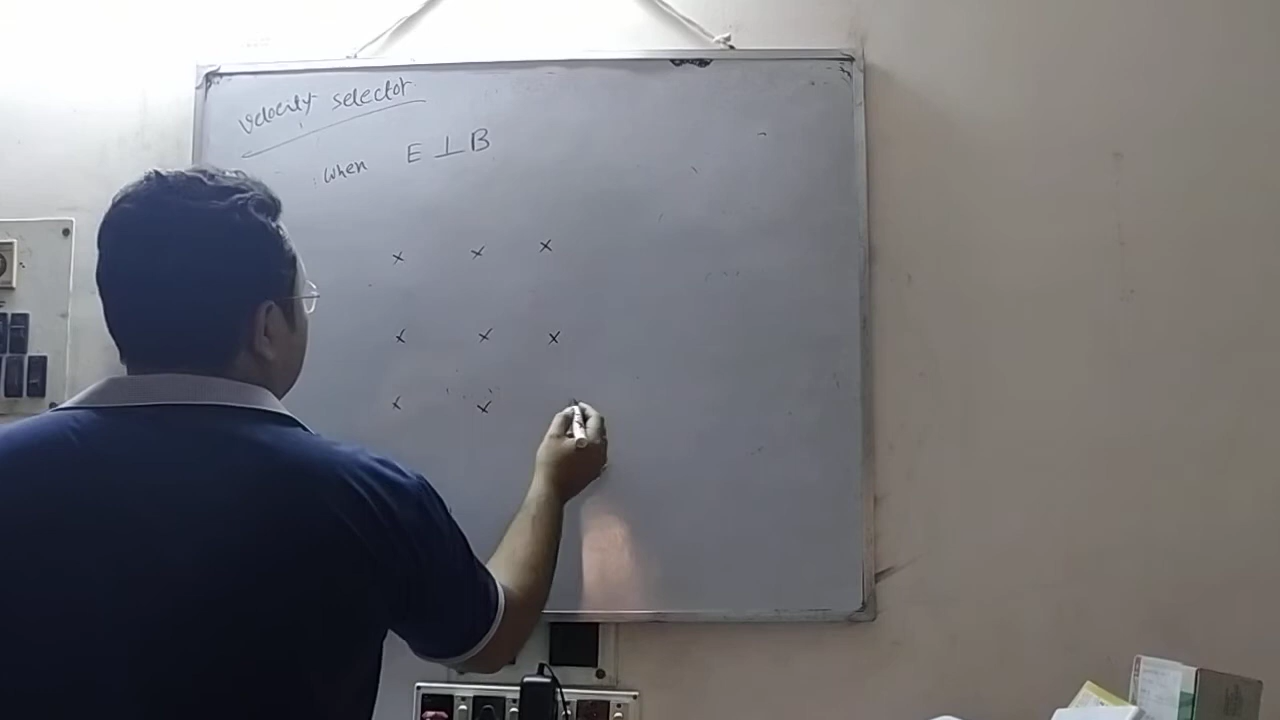 Velocity selector
when E ⊥ B
× × ×
× × ×
× ×